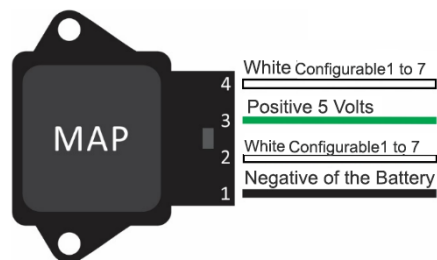 White Configurable1 to 7
4
Positive 5 Volts
3
MAP
White Configurable1 to 7
2
Negative of the Battery
1